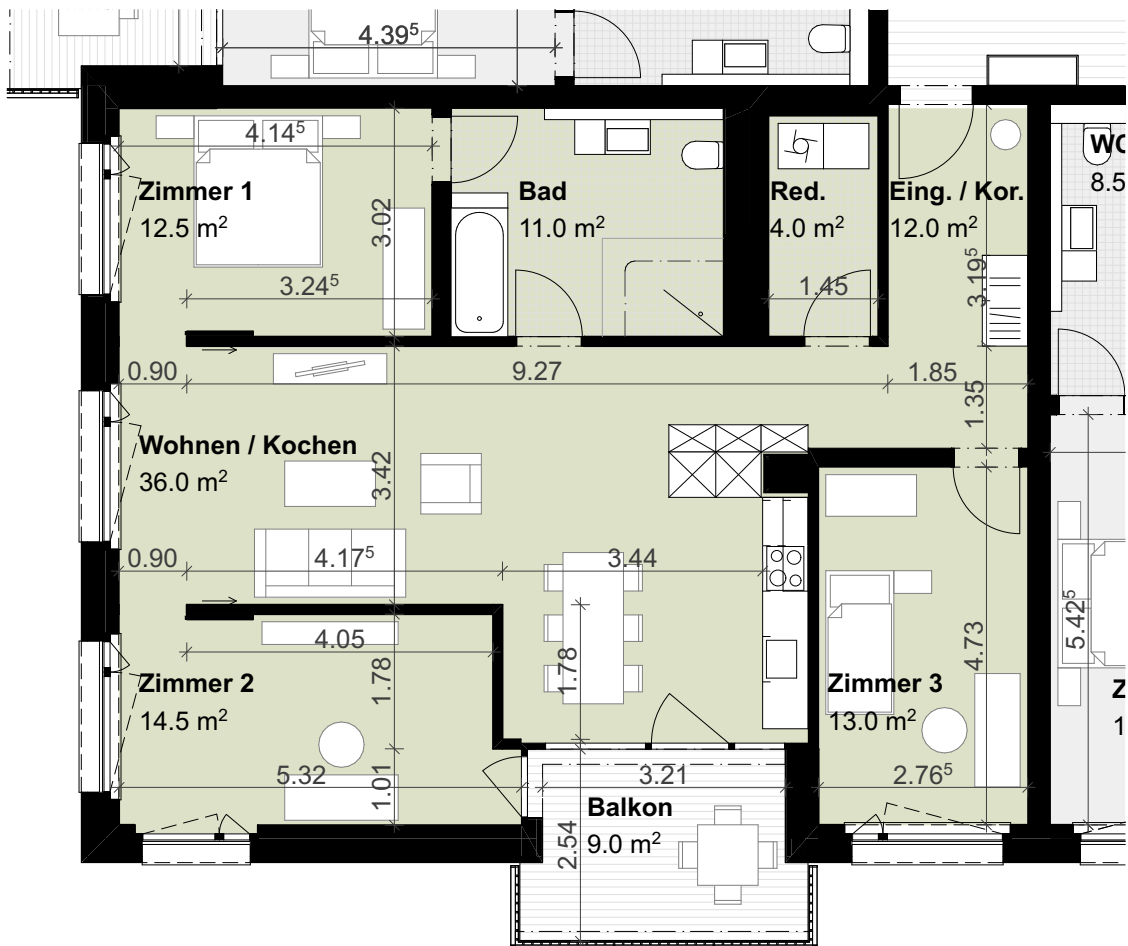 4.39⁵
4.14⁵
Zimmer 1
12.5 m²
3.02
3.24⁵
Bad
11.0 m²
Red.
4.0 m²
1.45
Eing. / Kor.
12.0 m²
3.19⁵
8.5
0.90
9.27
1.85
1.35
Wohnen / Kochen
36.0 m²
3.42
0.90
4.17⁵
3.44
5.42⁵
4.05
1.78
1.78
4.73
Zimmer 2
14.5 m²
Zimmer 3
13.0 m²
Z
1
5.32
1.01
3.21
2.76⁵
Balkon
9.0 m²
2.54